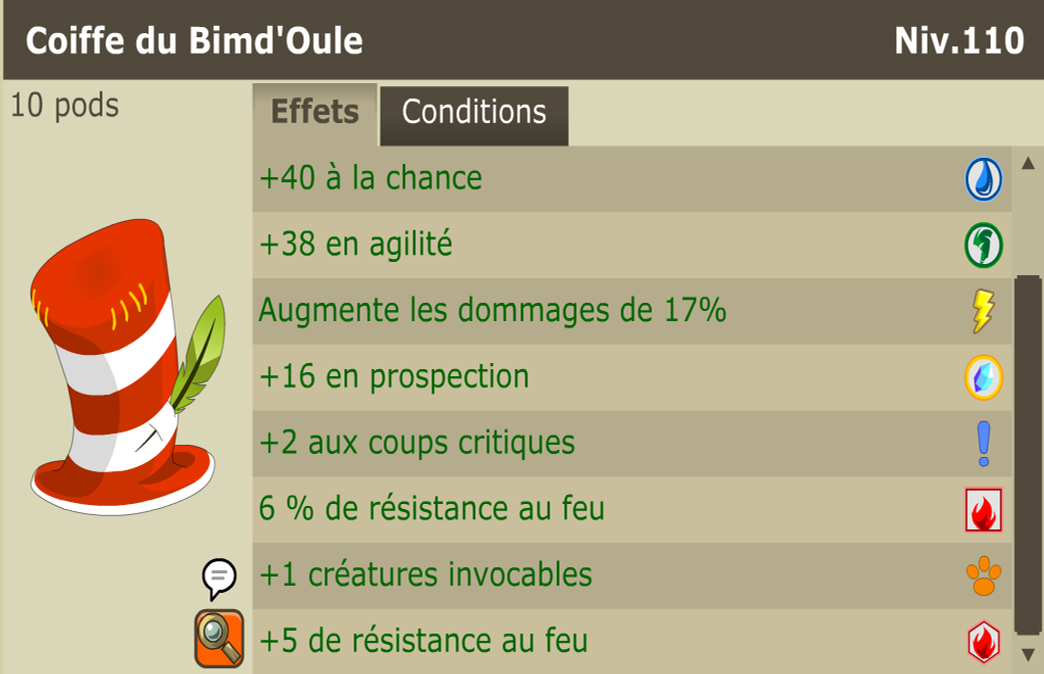 Coiffe du Bimd'Oule
Niv.110
10 pods
Effets
Conditions
+40 à la chance
+38 en agilité
Augmente les dommages de 17%
+16 en prospection
+2 aux coups critiques
6 % de résistance au feu
+1 créatures invocables
+5 de résistance au feu